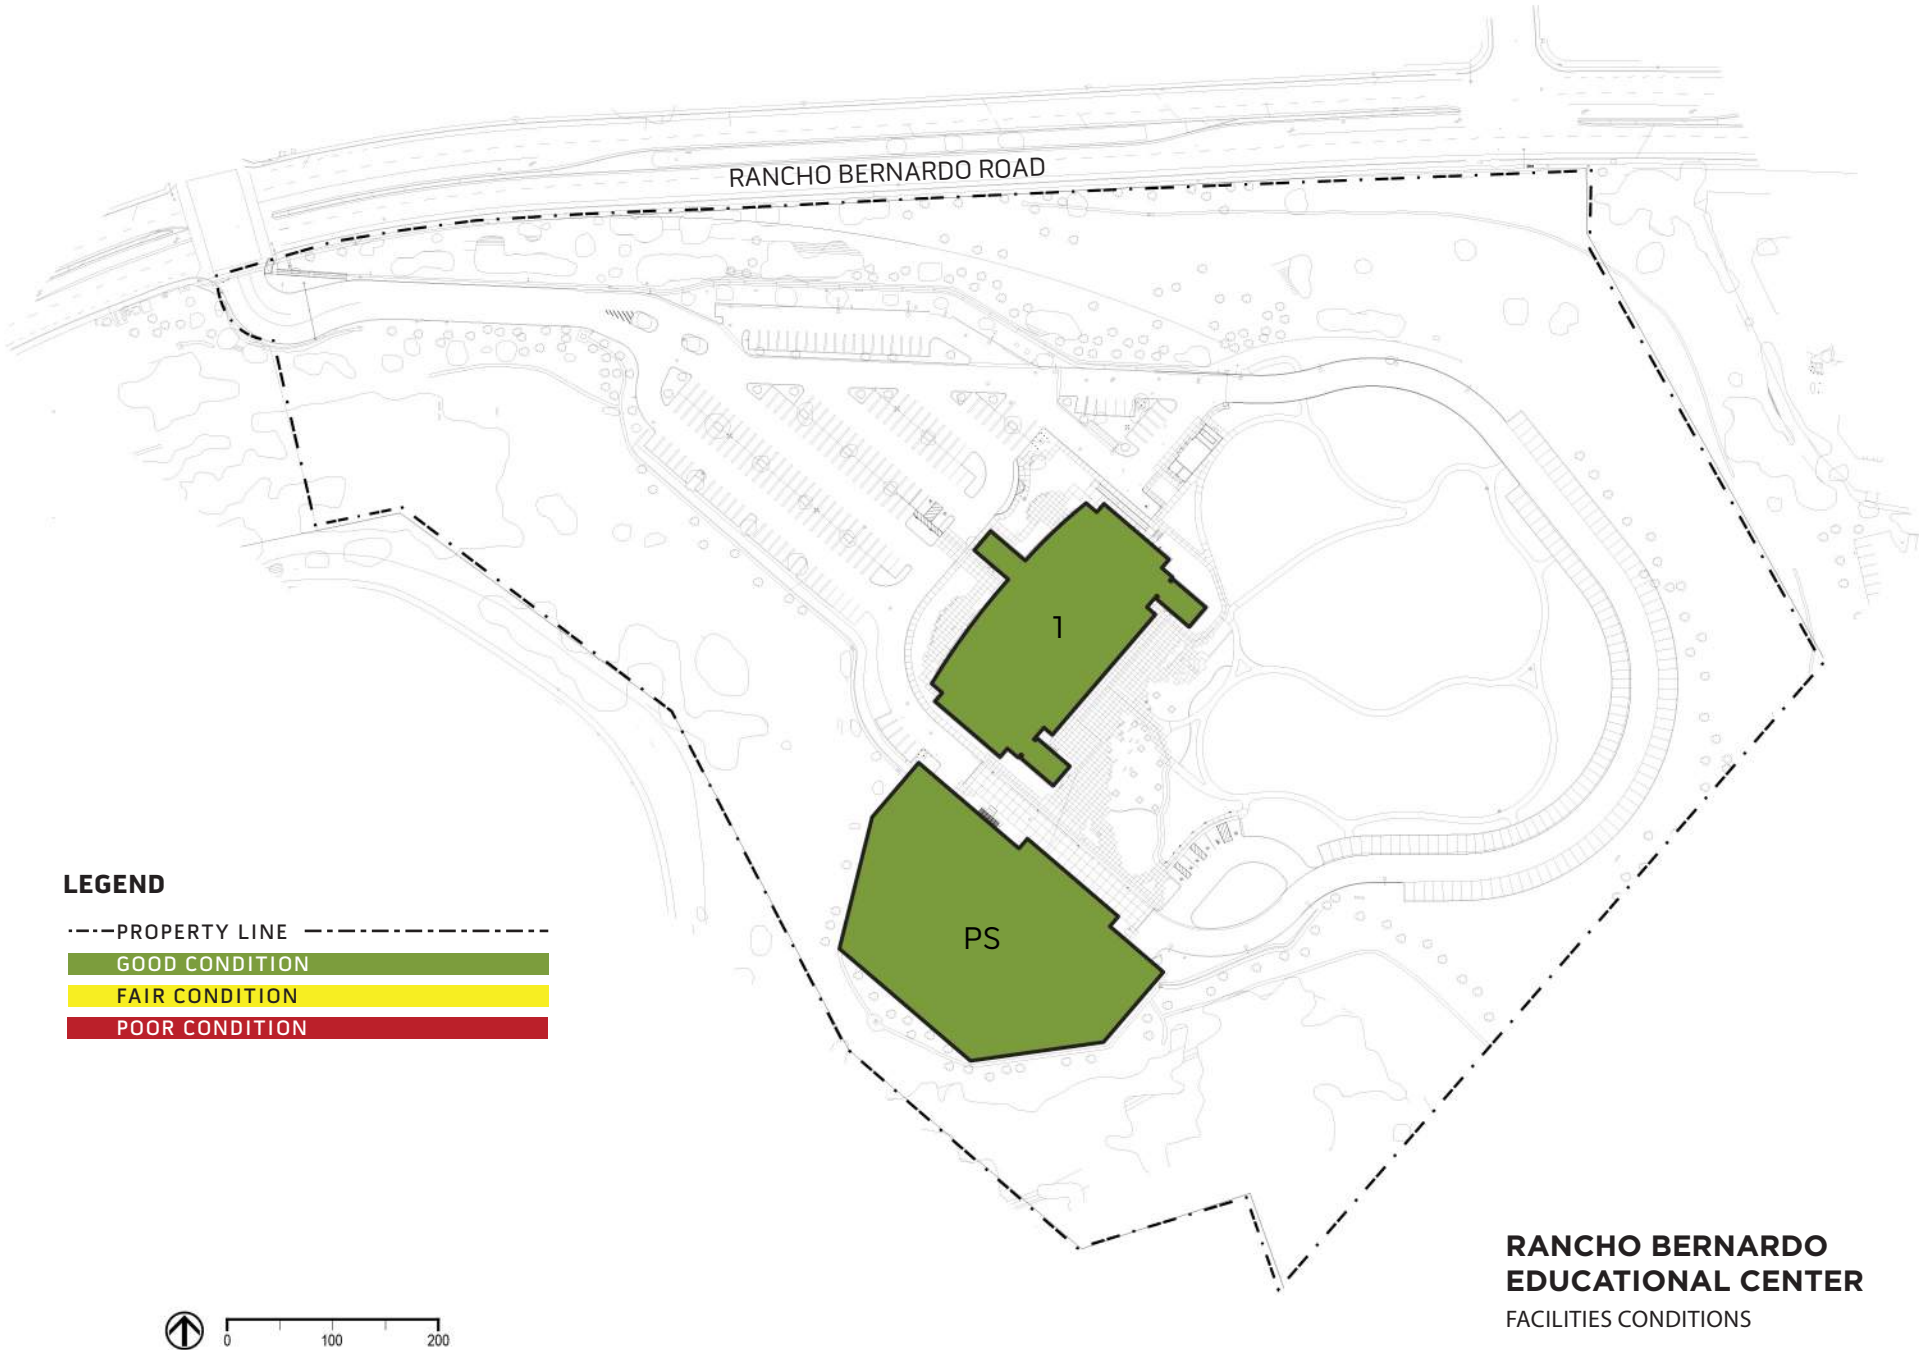 RANCHO BERNARDO ROAD
1
PS
LEGEND
PROPERTY LINE
GOOD CONDITION
FAIR CONDITION
POOR CONDITION
0 100 200
RANCHO BERNARDO
EDUCATIONAL CENTER
FACILITIES CONDITIONS